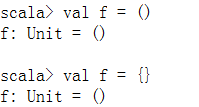 scala> val f = ()
f: Unit = ()
scala> val f = {}
f: Unit = ()